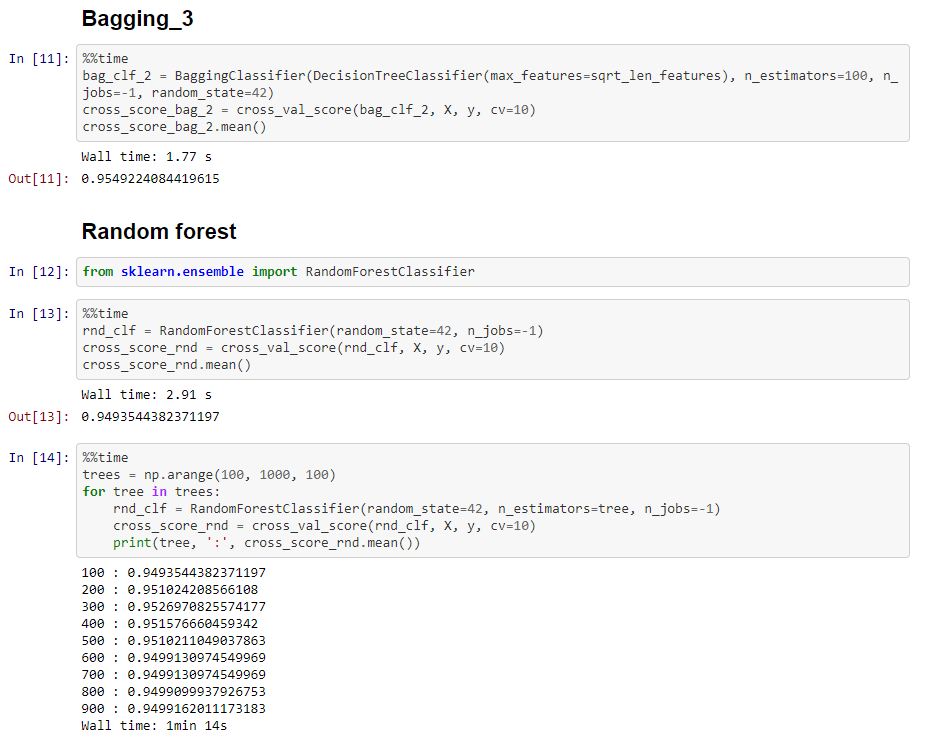 Bagging_3
In [11]:
%%time
bag_clf_2 = BaggingClassifier(DecisionTreeClassifier(max_features=sqrt_len_features), n_estimators=100, n_
jobs=-1, random_state=42)
cross_score_bag_2 = cross_val_score(bag_clf_2, X, y, cv=10)
cross_score_bag_2.mean()
Wall time: 1.77 s
Out[11]: 0.9549224084419615
Random forest
In [12]: from sklearn.ensemble import RandomForestClassifier
In [13]: %%time
rnd_clf = RandomForestClassifier(random_state=42, n_jobs=-1)
cross_score_rnd = cross_val_score(rnd_clf, X, y, cv=10)
cross_score_rnd.mean()
Wall time: 2.91 s
Out[13]: 0.9493544382371197
In [14]: %%time
trees = np.arange(100, 1000, 100)
for tree in trees:
    rnd_clf = RandomForestClassifier(random_state=42, n_estimators=tree, n_jobs=-1)
    cross_score_rnd = cross_val_score(rnd_clf, X, y, cv=10)
    print(tree, ':', cross_score_rnd.mean())
100 : 0.9493544382371197
200 : 0.951024208566108
300 : 0.9526970825574177
400 : 0.951576660459342
500 : 0.9510211049037863
600 : 0.9499130974549969
700 : 0.9499130974549969
800 : 0.9499099937926753
900 : 0.9499162011173183
Wall time: 1min 14s